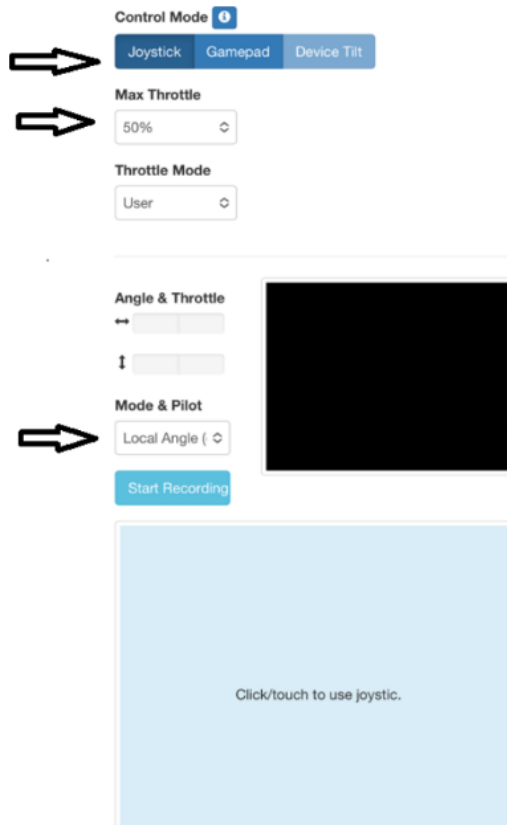 Control Mode
Joystick Gamepad Device Tilt
Max Throttle
50%
Throttle Mode
User
Angle & Throttle
Mode & Pilot
Local Angle (
Start Recording
Click/touch to use joystic.